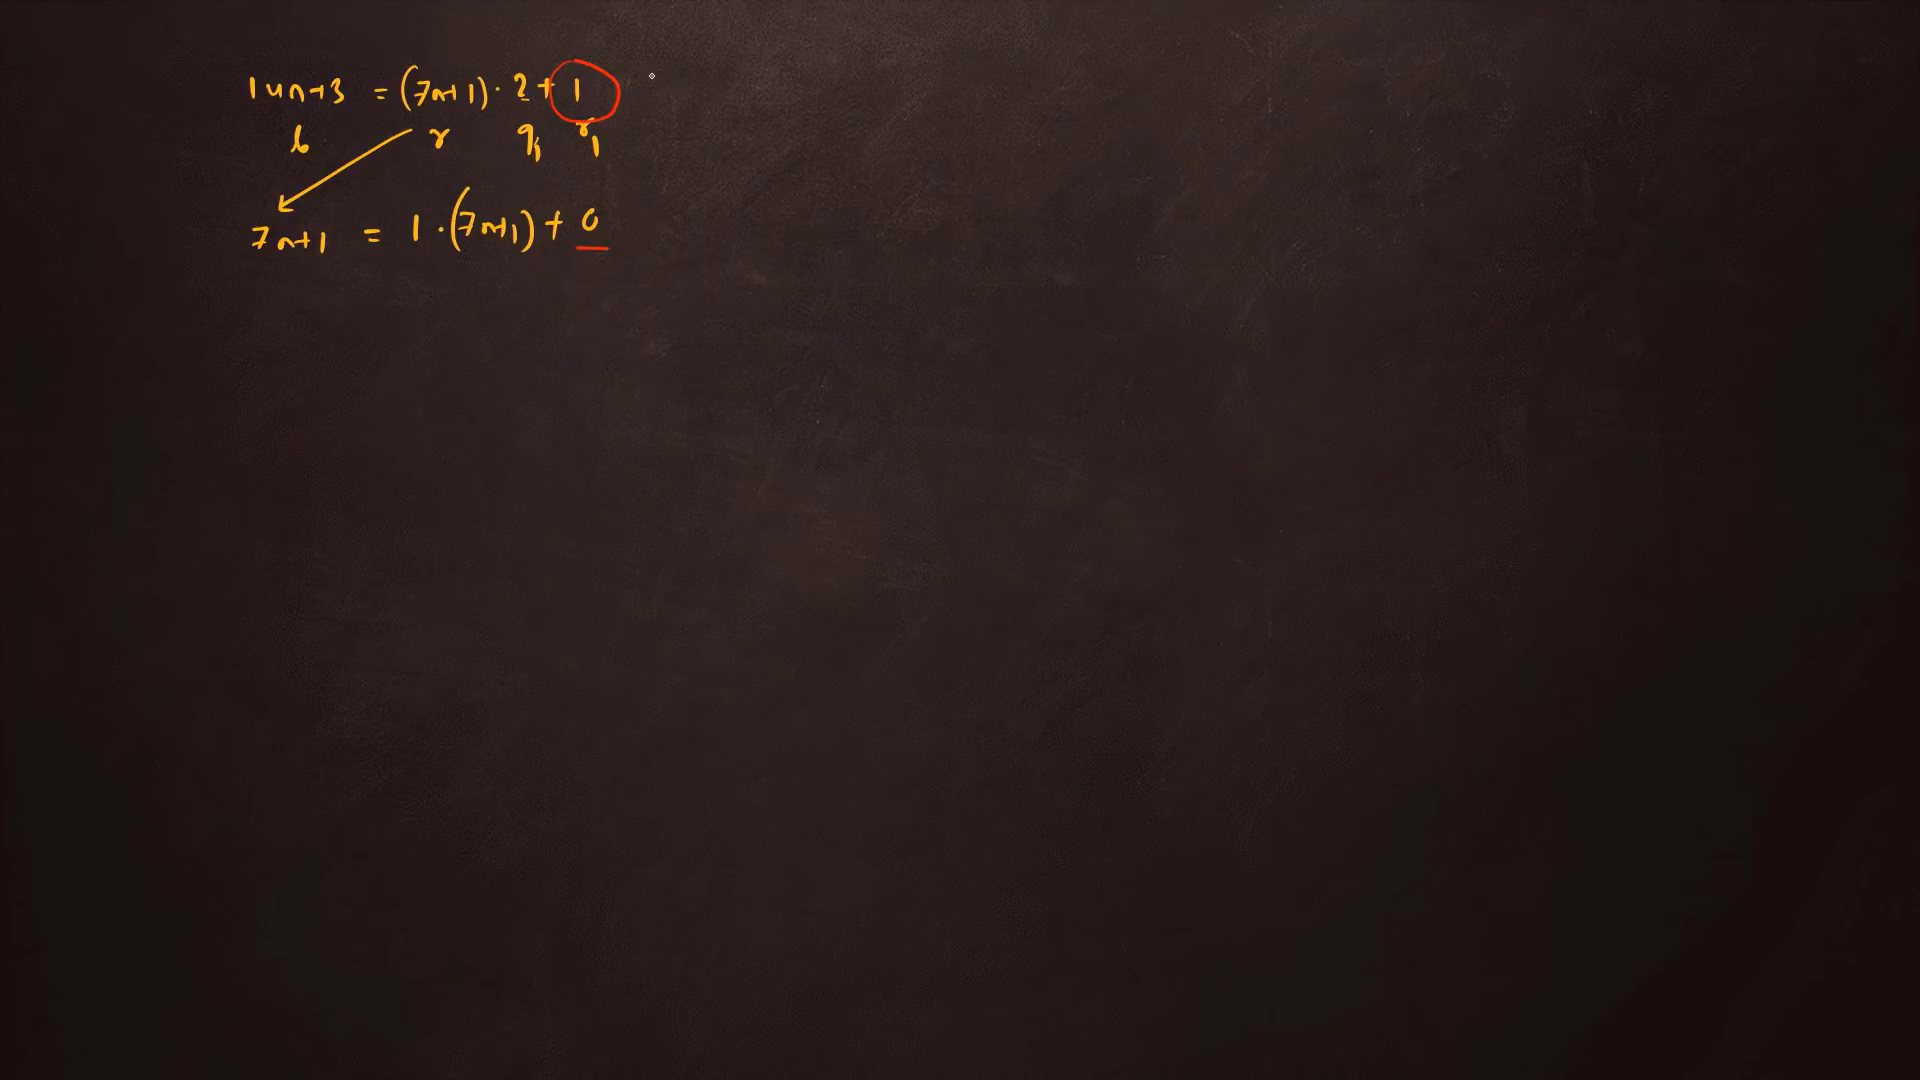 14n+3 = (7n+1) · 2 + 1
b r q₁ r₁
7n+1 = 1 · (7n+1) + 0